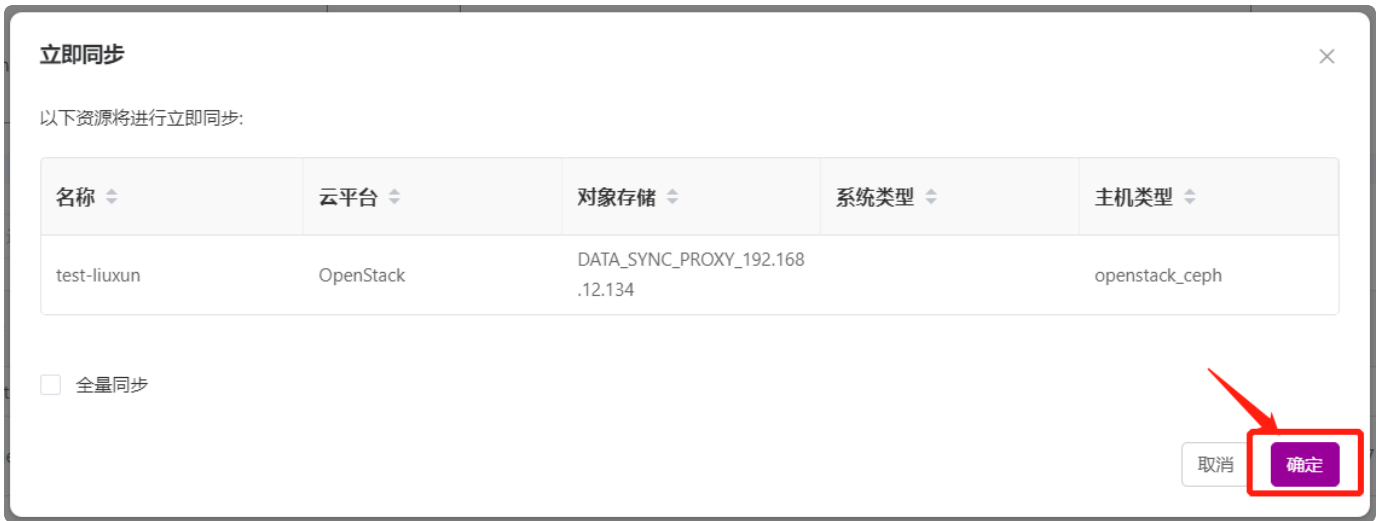 立即同步
以下资源将进行立即同步:
名称 云平台 对象存储 系统类型 主机类型
test-liuxun OpenStack DATA_SYNC_PROXY_192.168 openstack_ceph
.12.134
全量同步
取消 确定